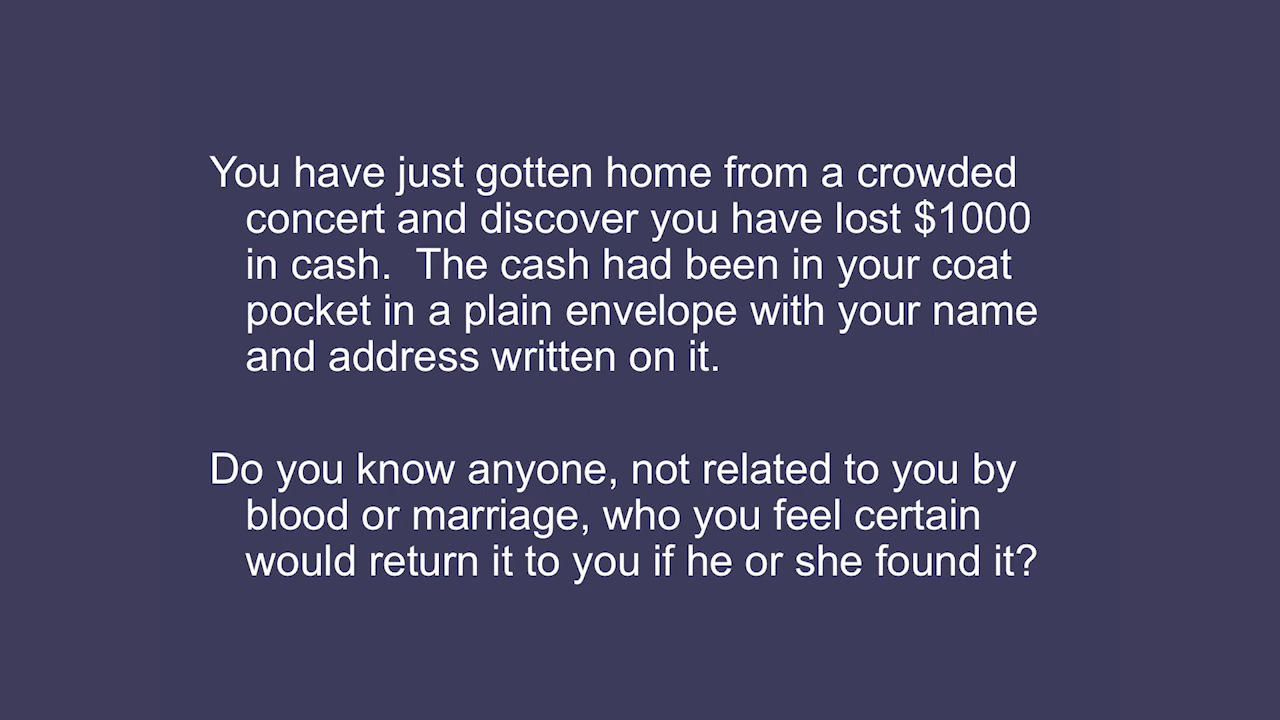 You have just gotten home from a crowded
concert and discover you have lost $1000
in cash.  The cash had been in your coat
pocket in a plain envelope with your name
and address written on it.
Do you know anyone, not related to you by
blood or marriage, who you feel certain
would return it to you if he or she found it?